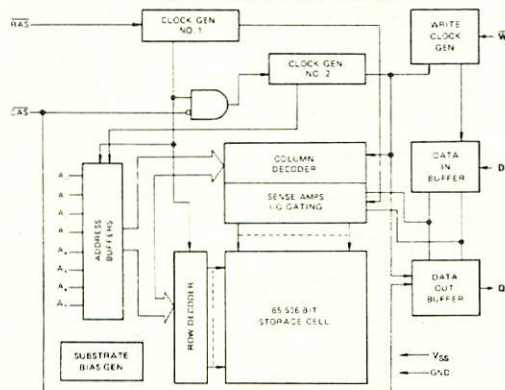 CLOCK GEN
NO. 1
WRITE
CLOCK
GEN
RAS
W
CLOCK GEN
NO. 2
CAS
COLUMN
DECODER
DATA
IN
BUFFER
D
SENSE AMPS
I/O GATING
ADDRESS
BUFFERS
ROW DECODER
65 536 BIT
STORAGE CELL
DATA
OUT
BUFFER
Q
SUBSTRATE
BIAS GEN
VSS
GND